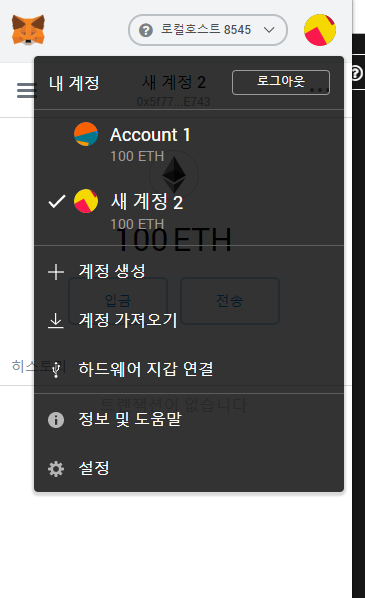 로컬호스트 8545
내 계정
로그아웃
새 계정 2
0x5f77...E743
Account 1
100 ETH
새 계정 2
100 ETH
100 ETH
계정 생성
입금
전송
계정 가져오기
히스토리
하드웨어 지갑 연결
트랜잭션이 없습니다
정보 및 도움말
설정